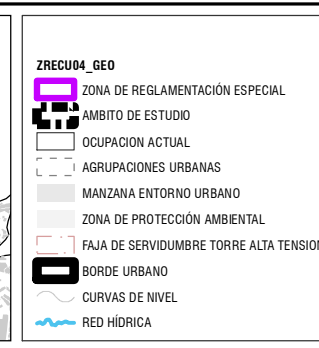 ZRECU04_GEO
ZONA DE REGLAMENTACIÓN ESPECIAL
AMBITO DE ESTUDIO
OCUPACION ACTUAL
AGRUPACIONES URBANAS
MANZANA ENTORNO URBANO
ZONA DE PROTECCIÓN AMBIENTAL
FAJA DE SERVIDUMBRE TORRE ALTA TENSION
BORDE URBANO
CURVAS DE NIVEL
RED HÍDRICA